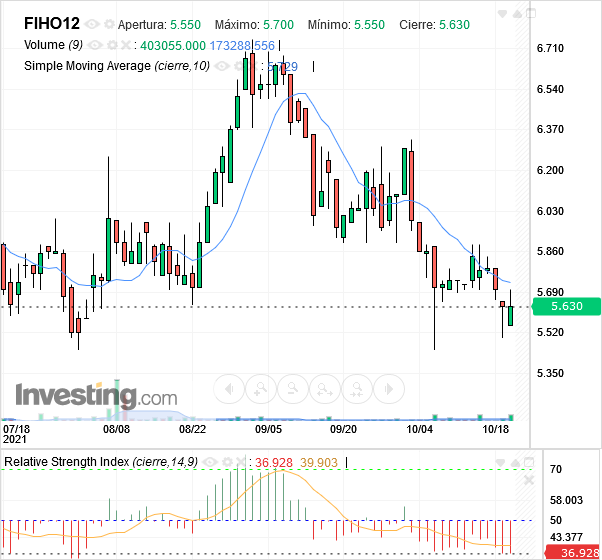 FIHO12 Apertura: 5.550 Máximo: 5.700 Mínimo: 5.550 Cierre: 5.630
Volume (9) : 403055.000 173288.556
Simple Moving Average (cierre,10) : 5.729
6.710
6.540
6.370
6.200
6.030
5.860
5.690
5.630
5.520
5.350
Investing.com
07/18 08/08 08/22 09/05 09/20 10/04 10/18
2021
Relative Strength Index (cierre,14,9) : 36.928 39.903
70
58.003
50
43.377
36.928